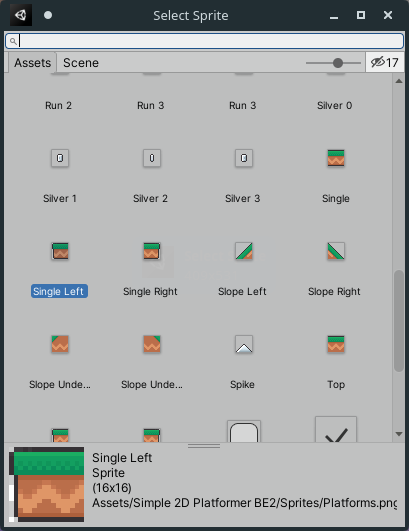 Select Sprite
Assets Scene 17
Run 2 Run 3 Run 3 Silver 0
Silver 1 Silver 2 Silver 3 Single
Single Left Single Right Slope Left Slope Right
Slope Unde... Slope Unde... Spike Top
Single Left
Sprite
(16x16)
Assets/Simple 2D Platformer BE2/Sprites/Platforms.png